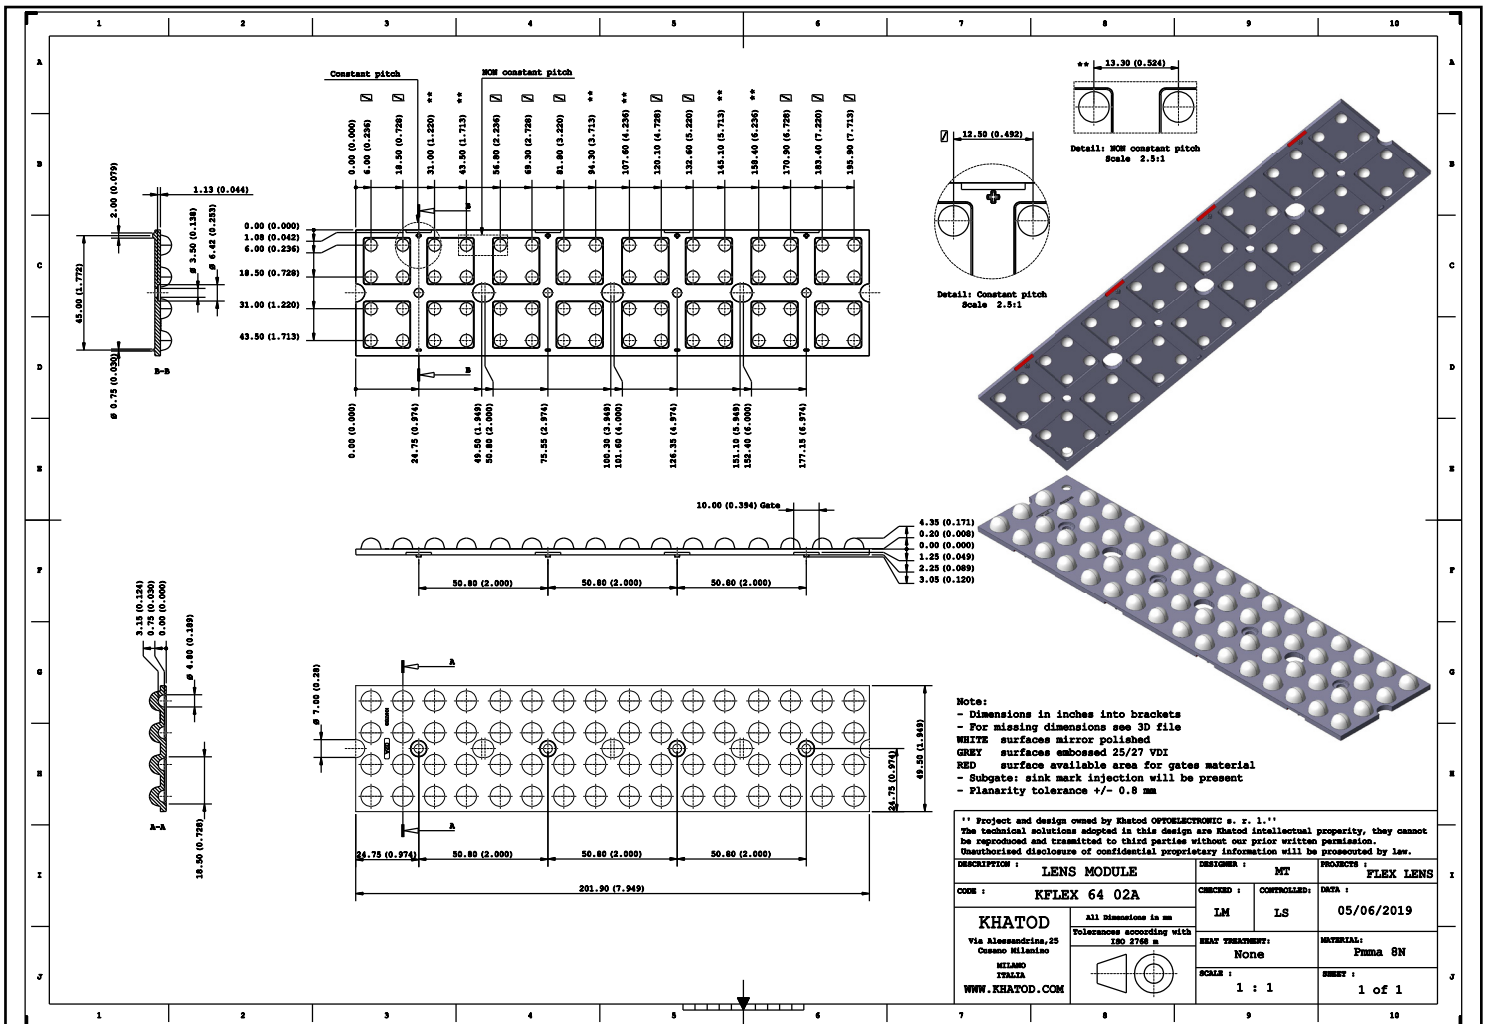 1 2 3 4 5 6 7 8 9 10
A A
B B
C C
D D
E E
F F
G G
H H
I I
J J
Constant pitch
NON constant pitch
** ** ** ** ** **
0.00 (0.000)
6.00 (0.236)
18.50 (0.728)
31.00 (1.220)
43.50 (1.713)
56.80 (2.236)
69.30 (2.728)
81.80 (3.220)
94.30 (3.713)
107.60 (4.236)
120.10 (4.728)
132.60 (5.220)
145.10 (5.713)
158.40 (6.236)
170.90 (6.728)
183.40 (7.220)
195.90 (7.713)
** 13.30 (0.524)
Detail: NON constant pitch
Scale 2.5:1
12.50 (0.492)
Detail: Constant pitch
Scale 2.5:1
2.00 (0.079)
1.13 (0.044)
Ø 3.50 (0.138)
Ø 6.42 (0.253)
45.00 (1.772)
Ø 0.75 (0.030)
B-B
0.00 (0.000)
1.08 (0.042)
6.00 (0.236)
18.50 (0.728)
31.00 (1.220)
43.50 (1.713)
B
B
0.00 (0.000)
24.75 (0.974)
49.50 (1.949)
50.80 (2.000)
75.55 (2.974)
100.30 (3.949)
101.60 (4.000)
126.35 (4.974)
151.10 (5.949)
152.40 (6.000)
177.15 (6.974)
10.00 (0.394) Gate
4.35 (0.171)
0.20 (0.008)
0.00 (0.000)
1.25 (0.049)
2.25 (0.089)
3.05 (0.120)
50.80 (2.000) 50.80 (2.000) 50.80 (2.000)
3.15 (0.124)
0.75 (0.030)
0.00 (0.000)
Ø 4.80 (0.189)
18.50 (0.728)
A-A
A
A
Ø 7.00 (0.28)
49.50 (1.949)
24.75 (0.974)
24.75 (0.974) 50.80 (2.000) 50.80 (2.000) 50.80 (2.000)
201.90 (7.949)
Note:
- Dimensions in inches into brackets
- For missing dimensions see 3D file
WHITE surfaces mirror polished
GREY surfaces embossed 25/27 VDI
RED surface available area for gates material
- Subgate: sink mark injection will be present
- Planarity tolerance +/- 0.8 mm
'' Project and design owned by Khatod OPTOELECTRONIC s. r. l.''
The technical solutions adopted in this design are Khatod intellectual property, they cannot
be reproduced and trasmitted to third parties without our prior written permission.
Unauthorized disclosure of confidential proprietary information will be prosecuted by law.
DESCRIPTION : LENS MODULE
DESIGNER : MT
PROJECTS : FLEX LENS
CODE : KFLEX 64 02A
CHECKED : LM
CONTROLLED: LS
DATA : 05/06/2019
KHATOD
Via Alessandrina,25
Cusano Milanino
MILANO
ITALIA
WWW.KHATOD.COM
All Dimensions in mm
Tolerances according with
ISO 2768 m
HEAT TREATMENT: None
MATERIAL: Pmma 8N
SCALE : 1 : 1
SHEET : 1 of 1
1 2 3 4 5 6 7 8 9 10